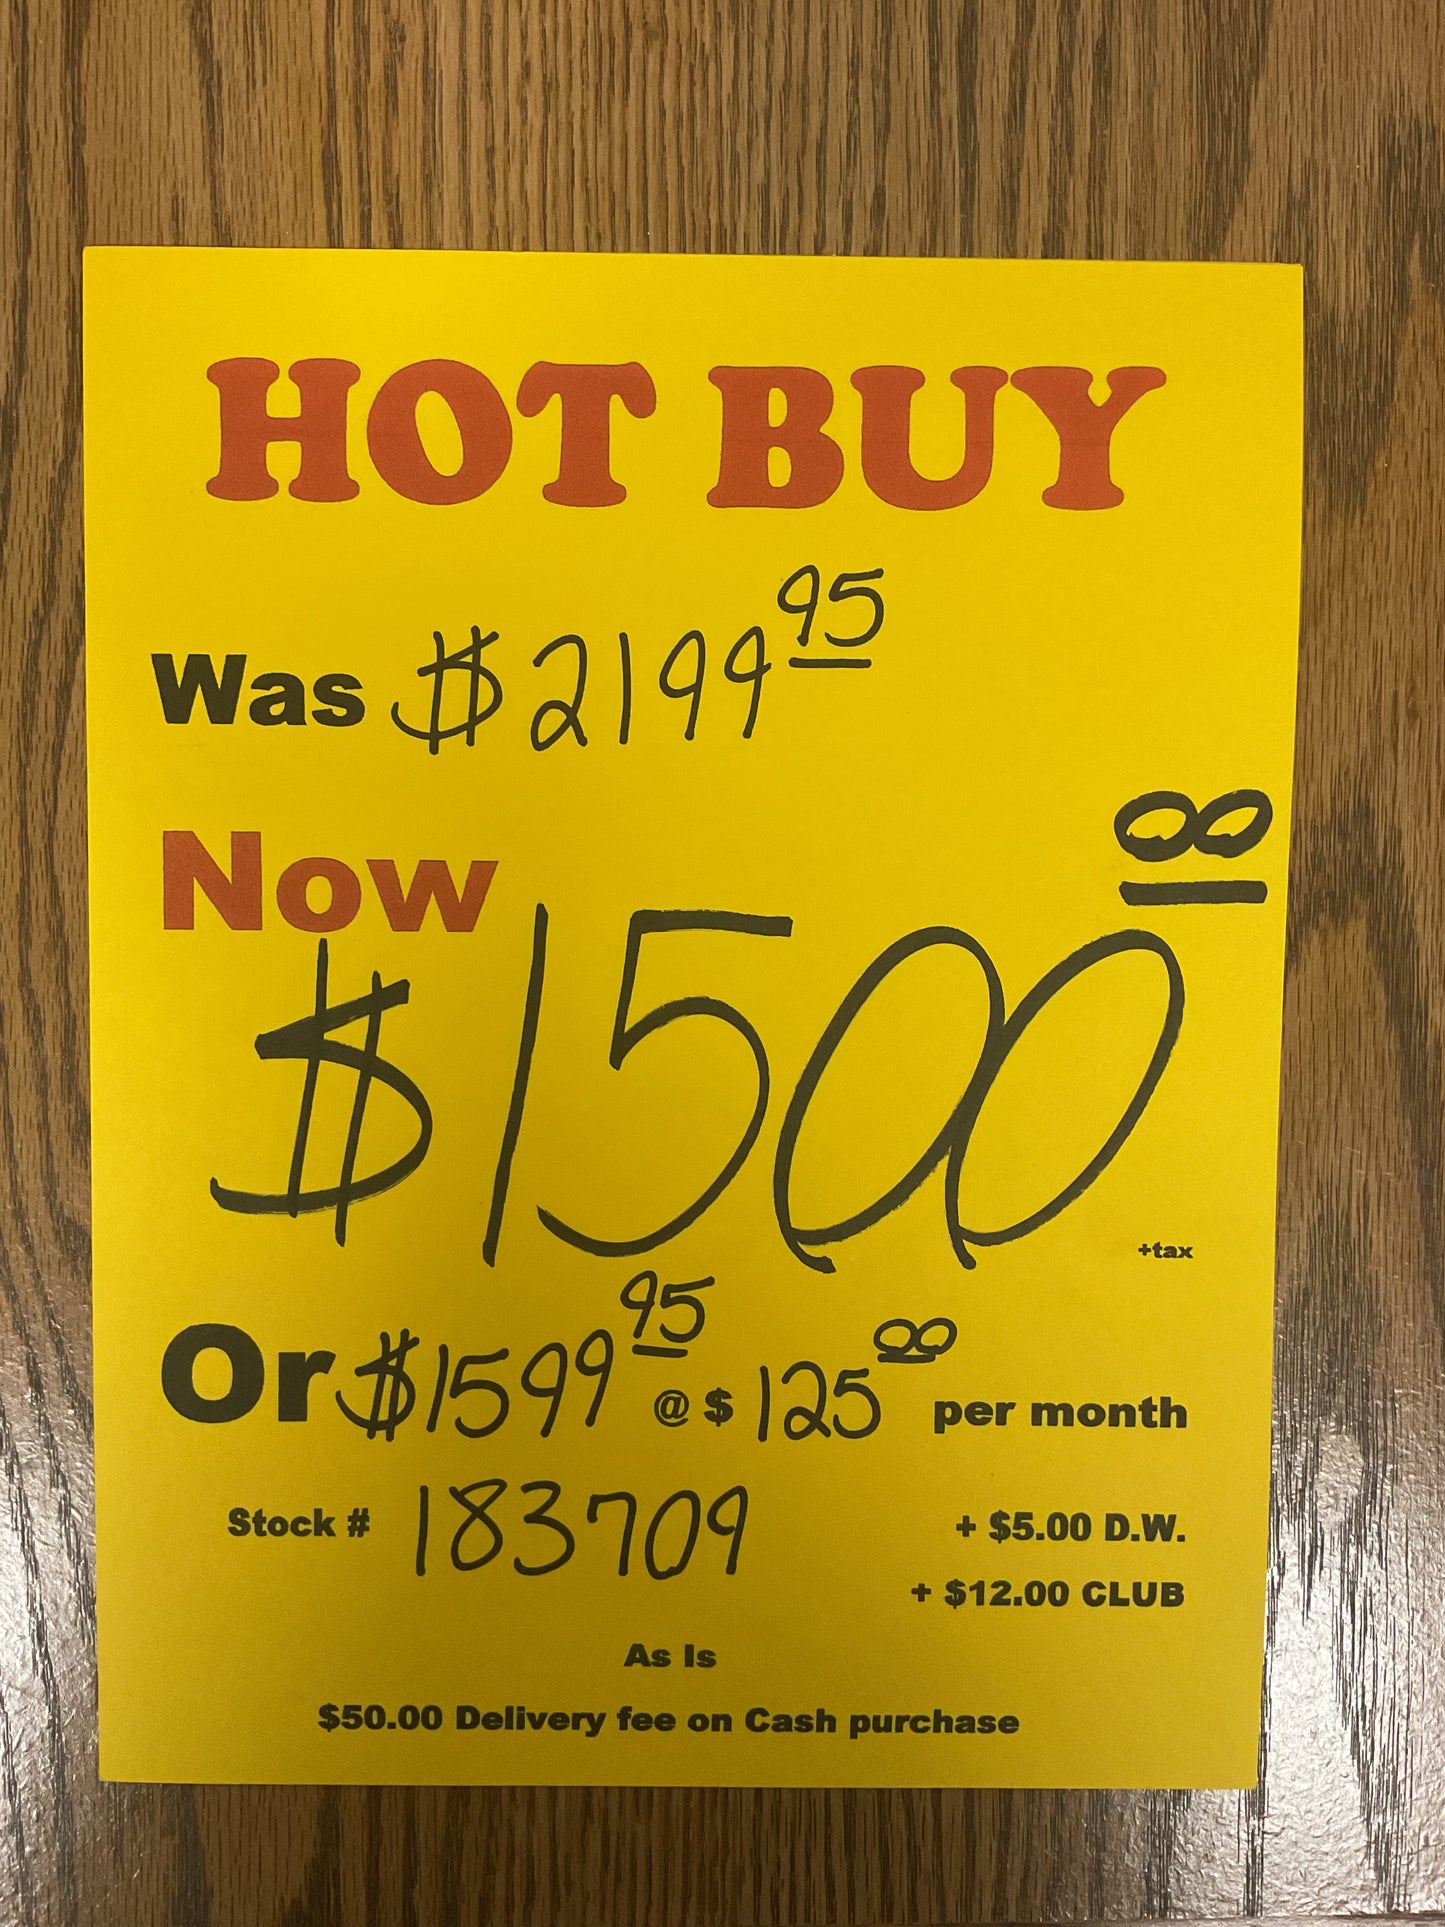 HOT BUY
Was $2199 95
Now
$1500 00
+tax
Or $1599 95 @ $ 125 00 per month
Stock # 183709
+ $5.00 D.W.
+ $12.00 CLUB
As Is
$50.00 Delivery fee on Cash purchase